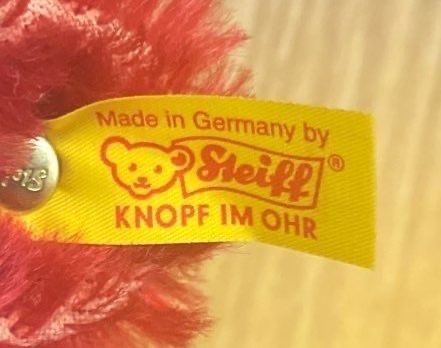 Made in Germany by
Steiff®
KNOPF IM OHR